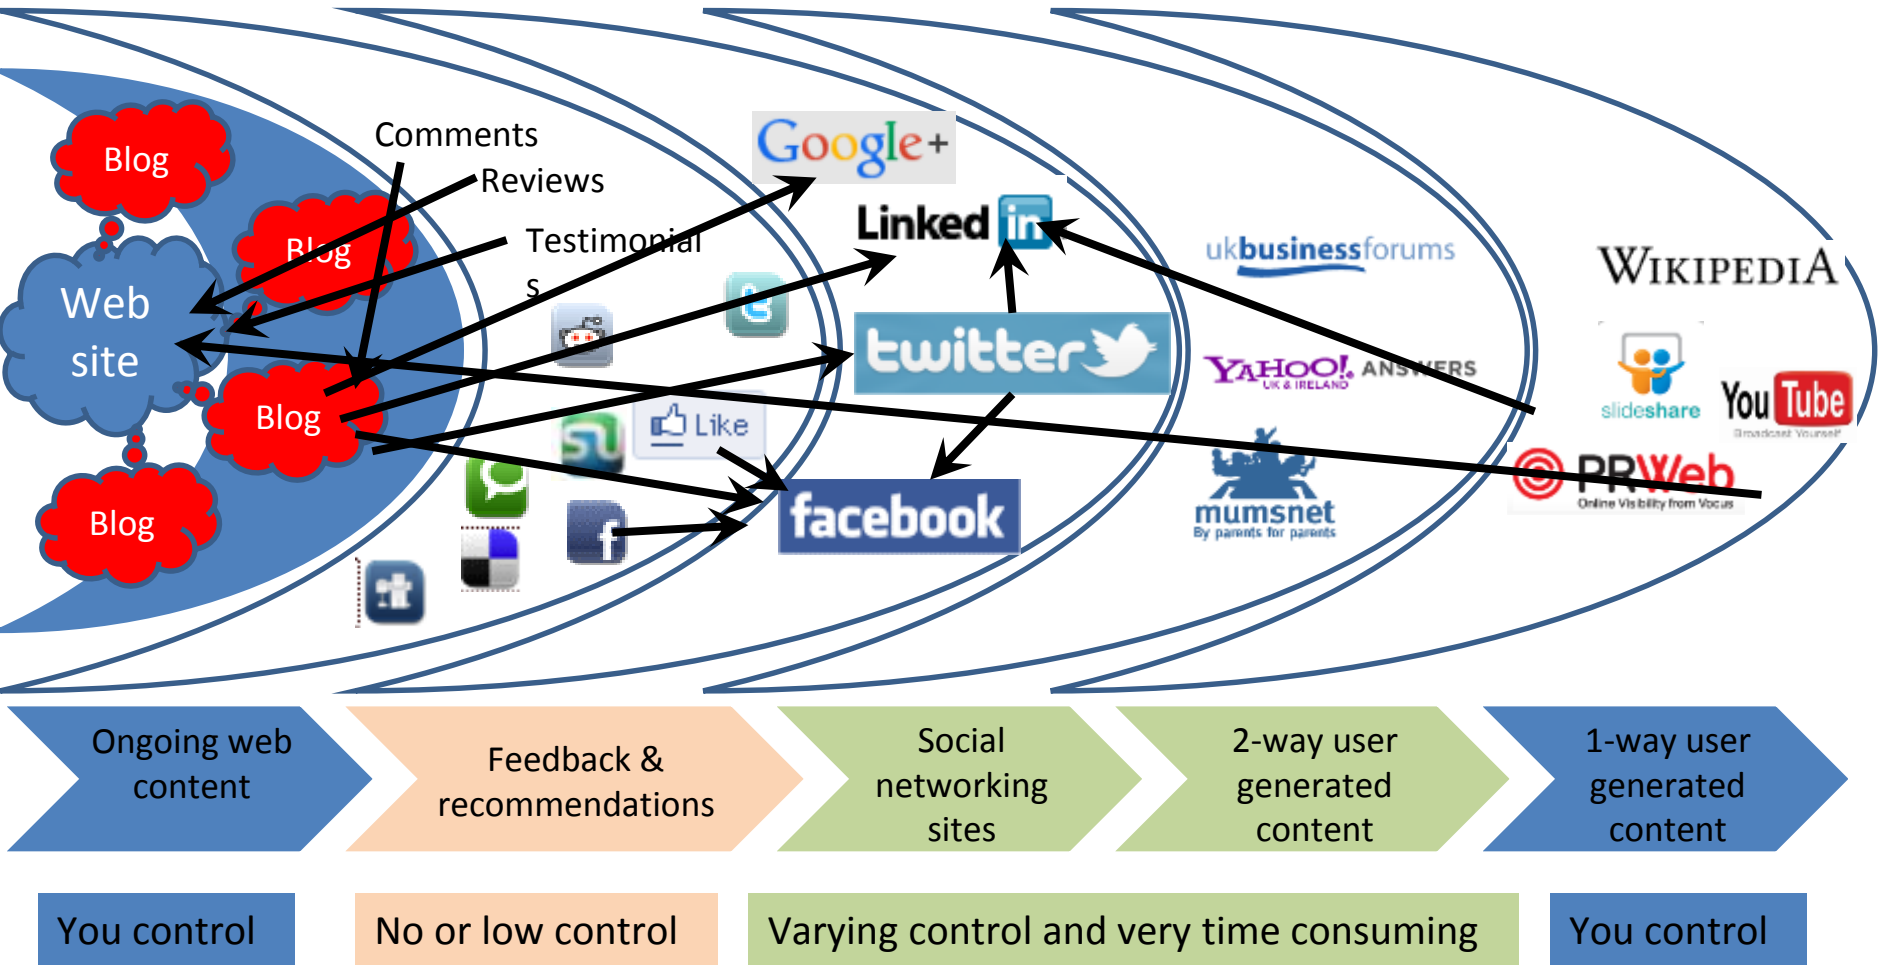 Blog
Blog
Web
site
Blog
Blog
Comments
Reviews
Testimonial
s
Like
f
Google+
Linked in
twitter
facebook
ukbusinessforums
YAHOO! ANSWERS
UK & IRELAND
mumsnet
By parents for parents
WIKIPEDIA
slideshare
You Tube
Broadcast Yourself
PRWeb
Online Visibility from Vocus
Ongoing web
content
Feedback &
recommendations
Social
networking
sites
2-way user
generated
content
1-way user
generated
content
You control
No or low control
Varying control and very time consuming
You control